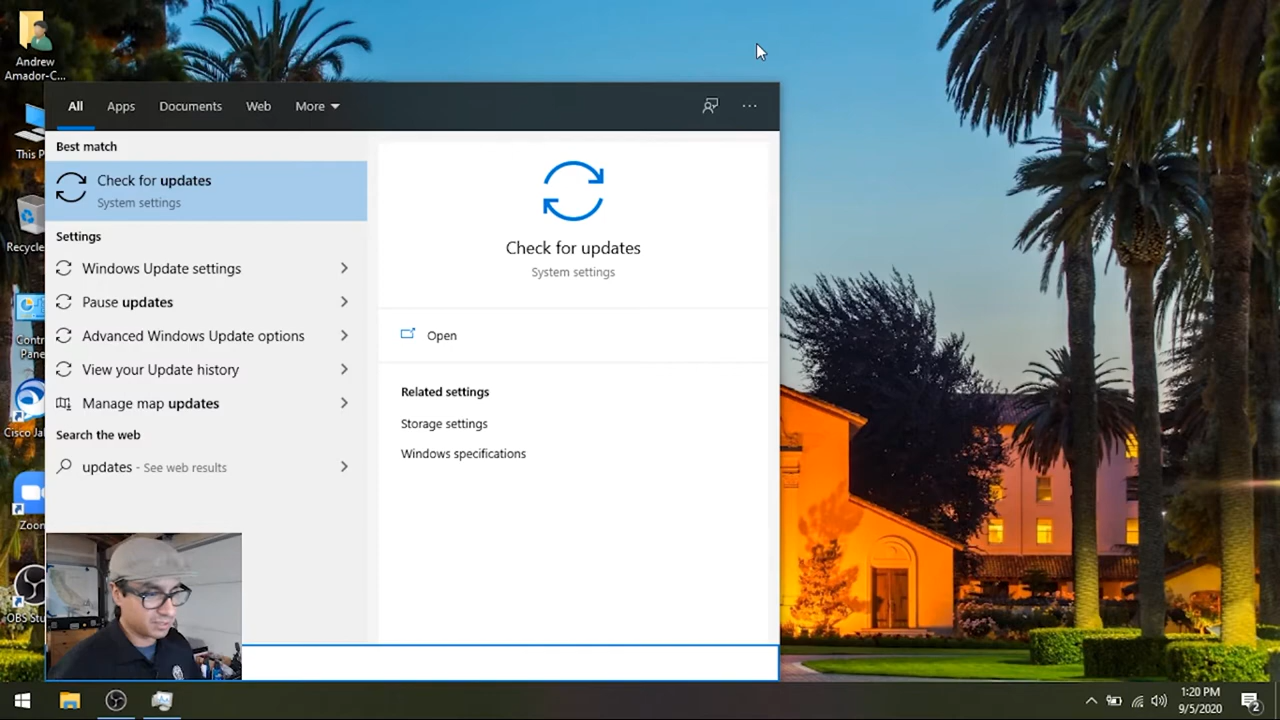 Andrew
Amador-C...
This P
Recycle
Contr
Pane
Cisco Ja
Zoon
OBS Stu
All Apps Documents Web More
Best match
Check for updates
System settings
Settings
Windows Update settings
Pause updates
Advanced Windows Update options
View your Update history
Manage map updates
Search the web
updates - See web results
Check for updates
System settings
Open
Related settings
Storage settings
Windows specifications
1:20 PM
9/5/2020
2